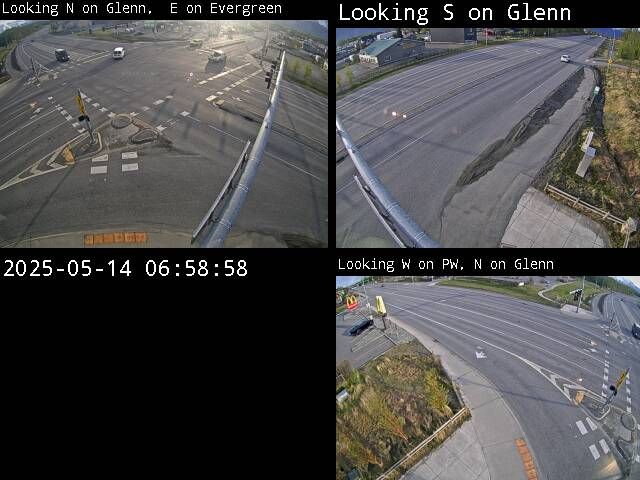 Looking N on Glenn,  E on Evergreen
Looking S on Glenn
2025-05-14 06:58:58
Looking W on PW, N on Glenn